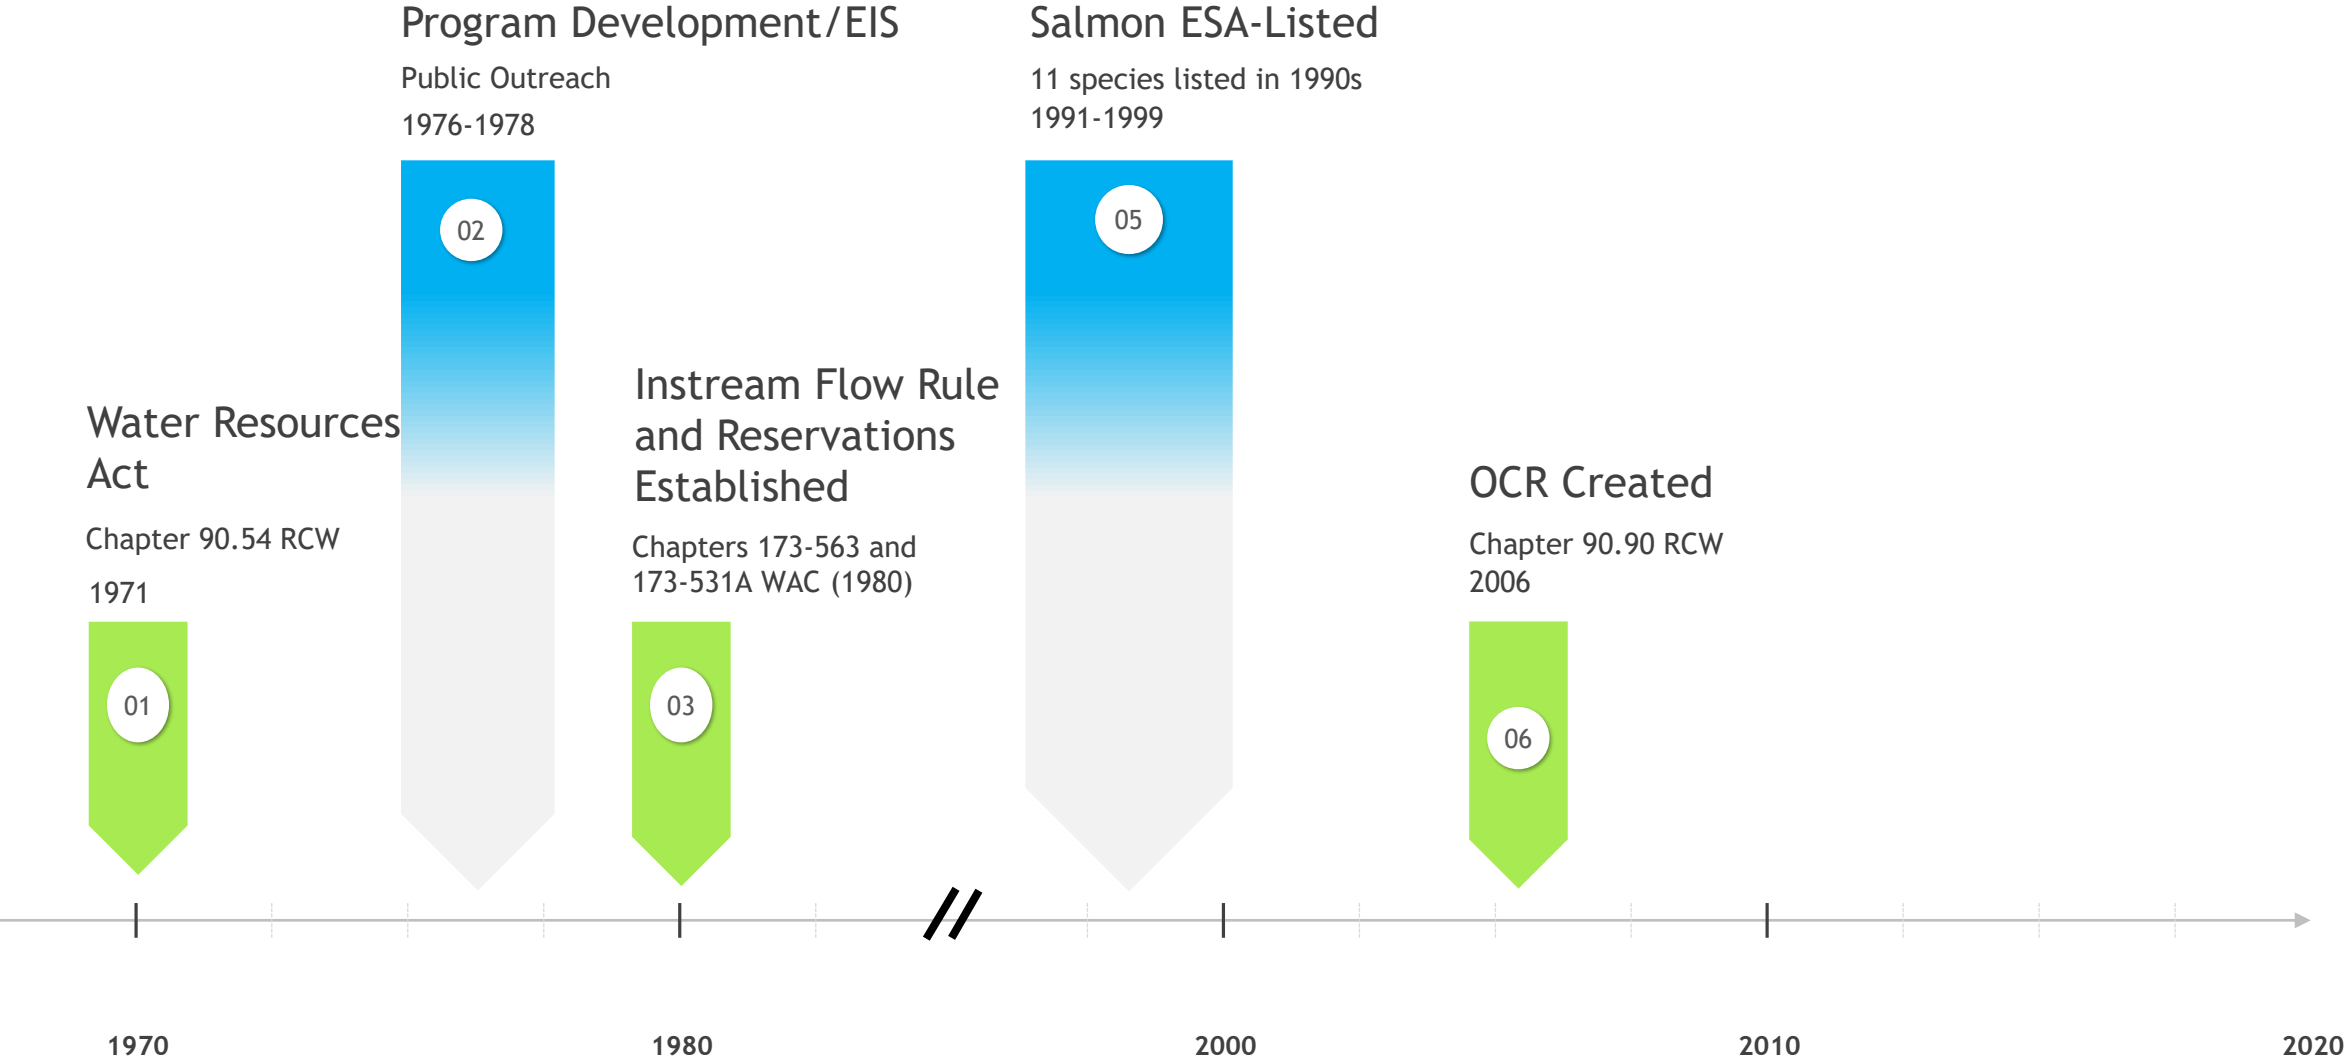 Program Development/EIS
Public Outreach
1976-1978
Salmon ESA-Listed
11 species listed in 1990s
1991-1999
02
05
Water Resources
Act
Chapter 90.54 RCW
1971
Instream Flow Rule
and Reservations
Established
Chapters 173-563 and
173-531A WAC (1980)
OCR Created
Chapter 90.90 RCW
2006
01
03
06
1970
1980
2000
2010
2020